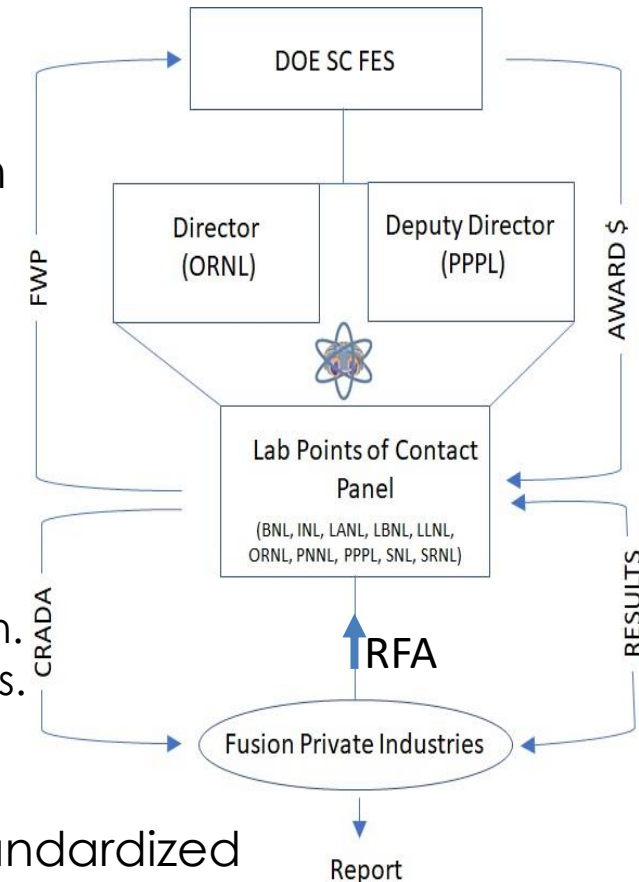 DOE SC FES
n
Director
(ORNL)
Deputy Director
(PPPL)
FWP
AWARD $
Lab Points of Contact
Panel
(BNL, INL, LANL, LBNL, LLNL,
ORNL, PNNL, PPPL, SNL, SRNL)
n.
s.
CRADA
RFA
RESULTS
Fusion Private Industries
andardized
Report